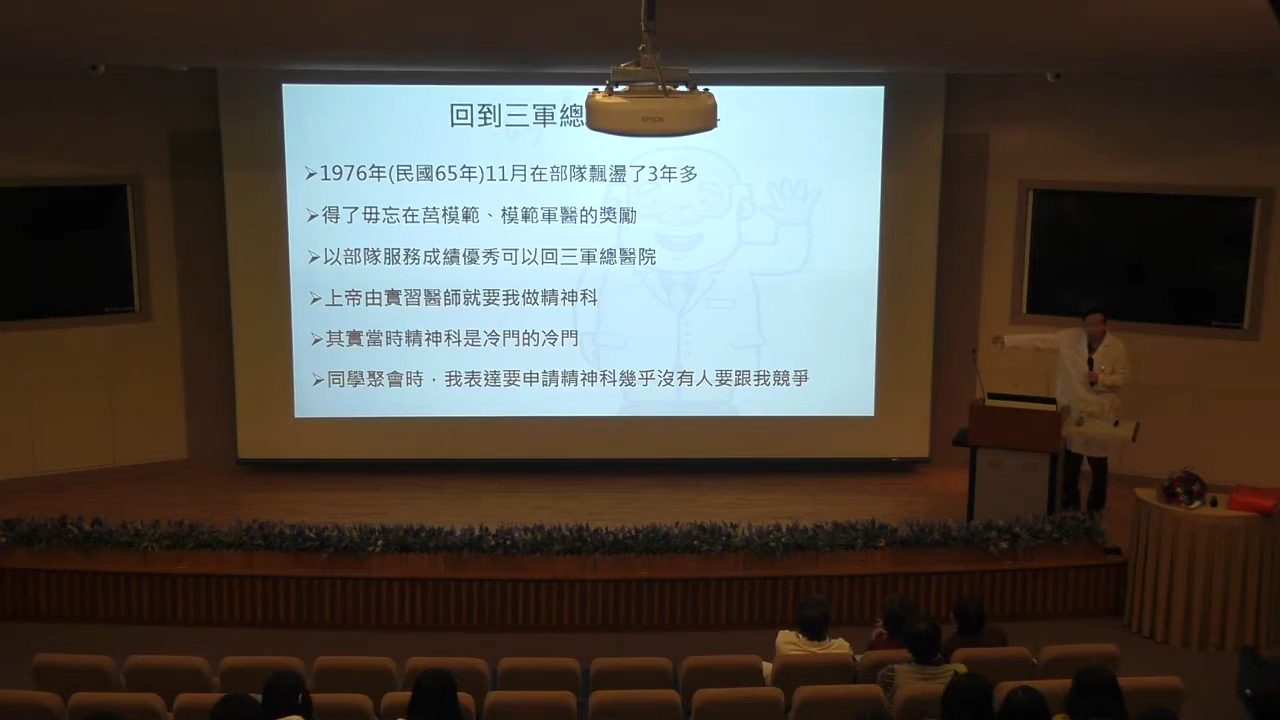 回到三軍總
EPSON
➢1976年(民國65年)11月在部隊飄盪了3年多
➢得了毋忘在莒模範、模範軍醫的獎勵
➢以部隊服務成績優秀可以回三軍總醫院
➢上帝由實習醫師就要我做精神科
➢其實當時精神科是冷門的冷門
➢同學聚會時，我表達要申請精神科幾乎沒有人要跟我競爭